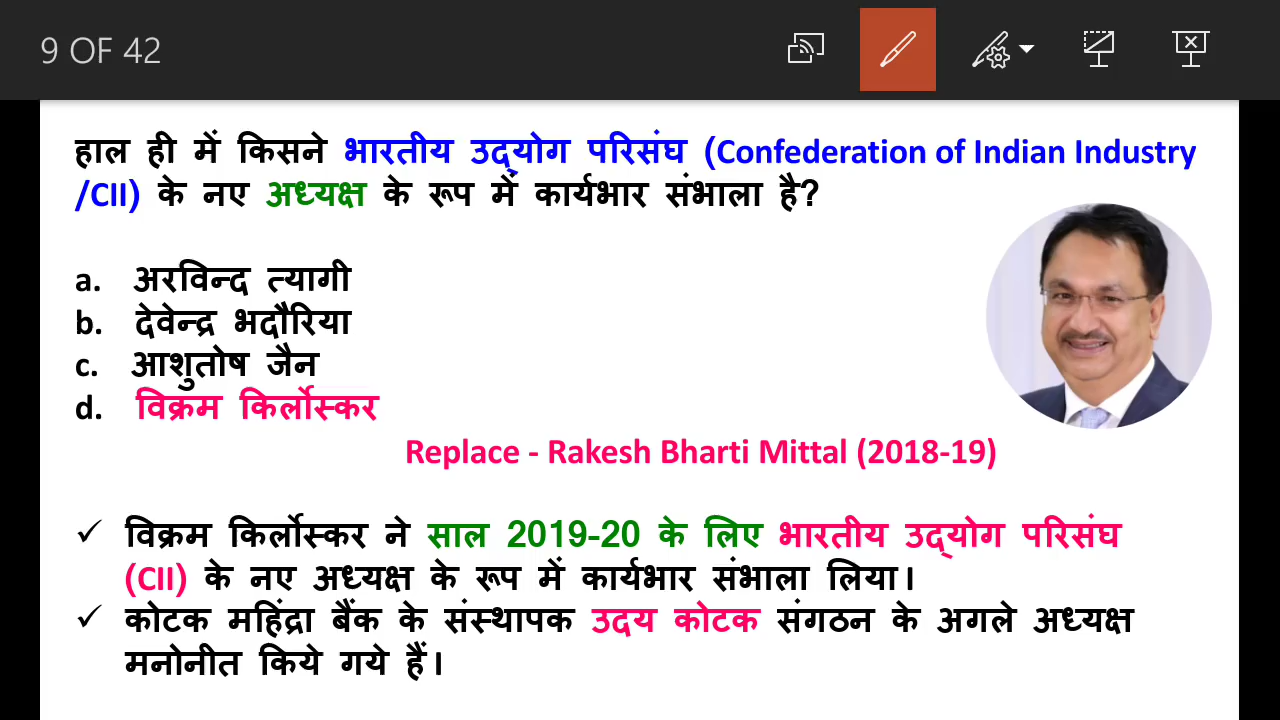 9 OF 42
हाल ही में किसने भारतीय उद्योग परिसंघ (Confederation of Indian Industry
/CII) के नए अध्यक्ष के रूप में कार्यभार संभाला है?
a. अरविन्द त्यागी
b. देवेन्द्र भदौरिया
c. आशुतोष जैन
d. विक्रम किर्लोस्कर
Replace - Rakesh Bharti Mittal (2018-19)
✓ विक्रम किर्लोस्कर ने साल 2019-20 के लिए भारतीय उद्योग परिसंघ
(CII) के नए अध्यक्ष के रूप में कार्यभार संभाला लिया।
✓ कोटक महिंद्रा बैंक के संस्थापक उदय कोटक संगठन के अगले अध्यक्ष
मनोनीत किये गये हैं।